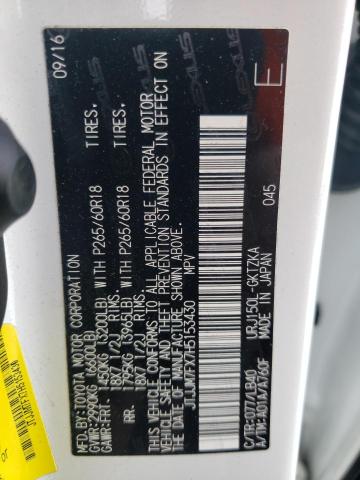 MFD.BY:TOYOTA MOTOR CORPORATION 09/16
GVWR:2990KG (6600LB)
GAWR:FRT. 1450KG (3200LB) WITH P265/60R18 TIRES.
18X7 1/2J RIMS
RR. 1795KG (3965LB) WITH P265/60R18 TIRES.
18X7 1/2J RIMS
THIS VEHICLE CONFORMS TO ALL APPLICABLE FEDERAL MOTOR
VEHICLE SAFETY AND THEFT PREVENTION STANDARDS IN EFFECT ON
THE DATE OF MANUFACTURE SHOWN ABOVE.
JTJJM7FX7H5153430 MPV
C/TR:077/LB40 URJ150L-GKTZKA
A/TM:A01A/A760F MADE IN JAPAN 045
E
LEXUS